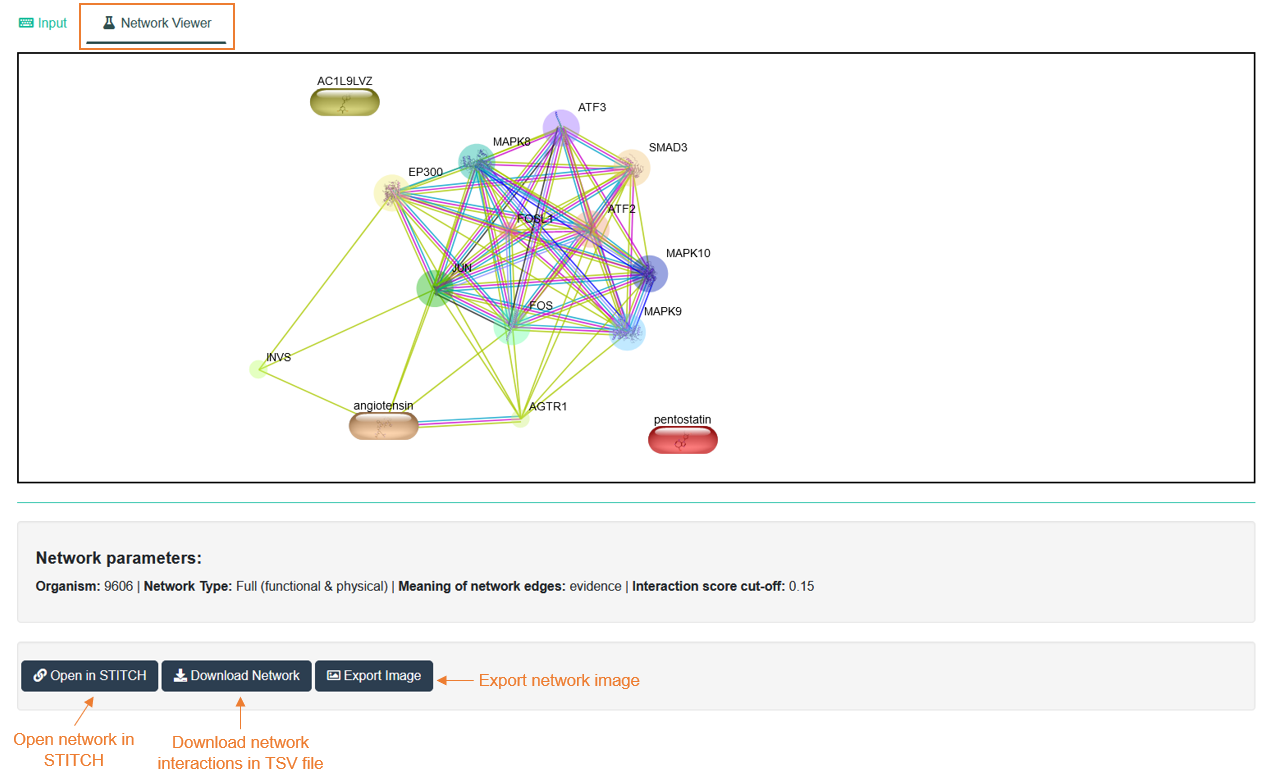 Input
Network Viewer
AC1L9LVZ
ATF3
MAPK8
SMAD3
EP300
ATF2
FOSL1
MAPK10
JUN
FOS
MAPK9
INVS
angiotensin
AGTR1
pentostatin
Network parameters:
Organism: 9606 | Network Type: Full (functional & physical) | Meaning of network edges: evidence | Interaction score cut-off: 0.15
Open in STITCH
Download Network
Export Image
Export network image
Open network in
STITCH
Download network
interactions in TSV file